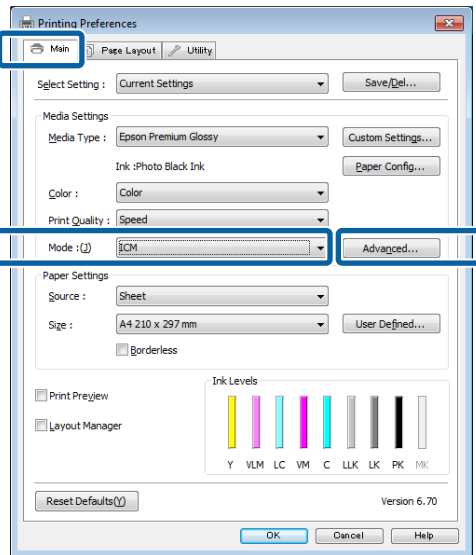 Printing Preferences
Main Page Layout Utility
Select Setting : Current Settings Save/Del...
Media Settings
Media Type : Epson Premium Glossy Custom Settings...
Ink :Photo Black Ink Paper Config...
Color : Color
Print Quality : Speed
Mode :(J) ICM Advanced...
Paper Settings
Source : Sheet
Size : A4 210 x 297 mm User Defined...
Borderless
Print Preview
Layout Manager
Ink Levels
Y VLM LC VM C LLK LK PK MK
Reset Defaults(Y) Version 6.70
OK Cancel Help